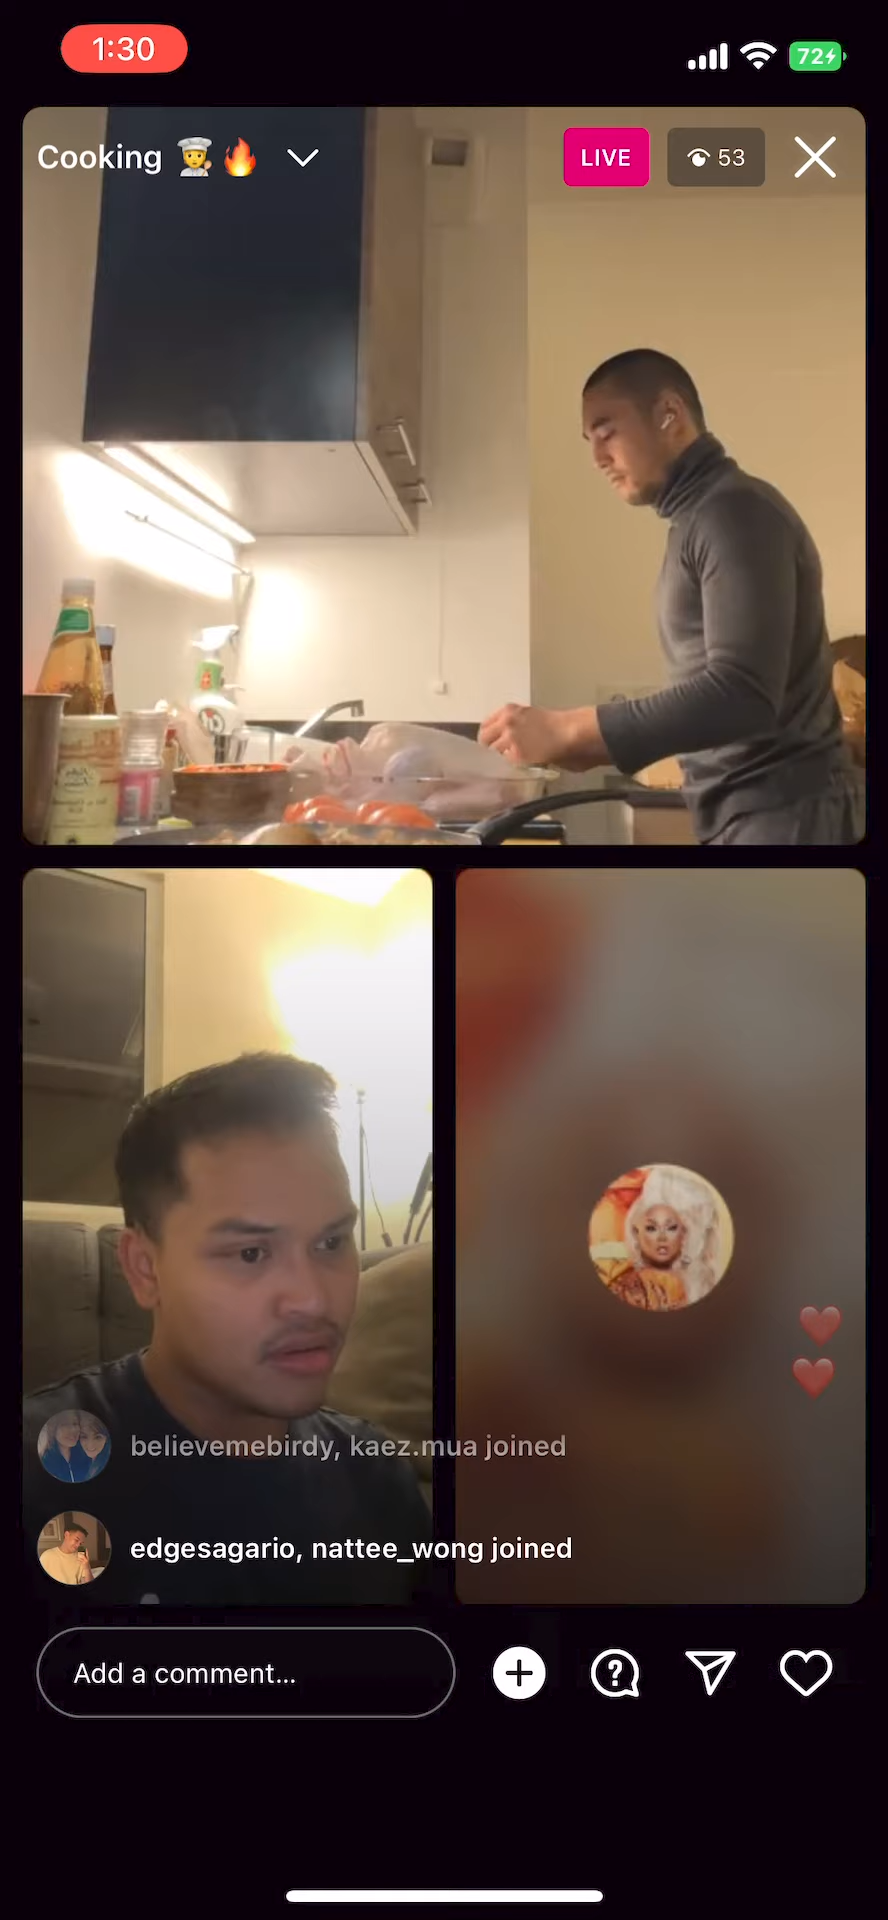 1:30
72
Cooking 👨‍🍳🔥
LIVE
53
believemebirdy, kaez.mua joined
edgesagario, nattee_wong joined
Add a comment...